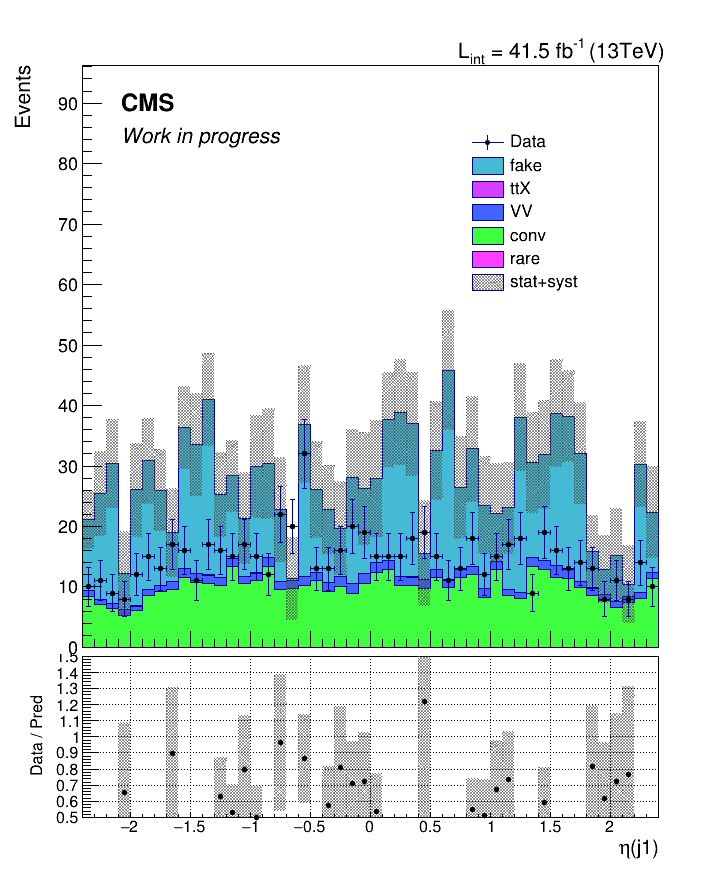 L_int = 41.5 fb^-1 (13TeV)
Events
CMS
Work in progress
Data
fake
ttX
VV
conv
rare
stat+syst
90
80
70
60
50
40
30
20
10
0
Data / Pred
1.5
1.4
1.3
1.2
1.1
1
0.9
0.8
0.7
0.6
0.5
−2 −1.5 −1 −0.5 0 0.5 1 1.5 2
η(j1)